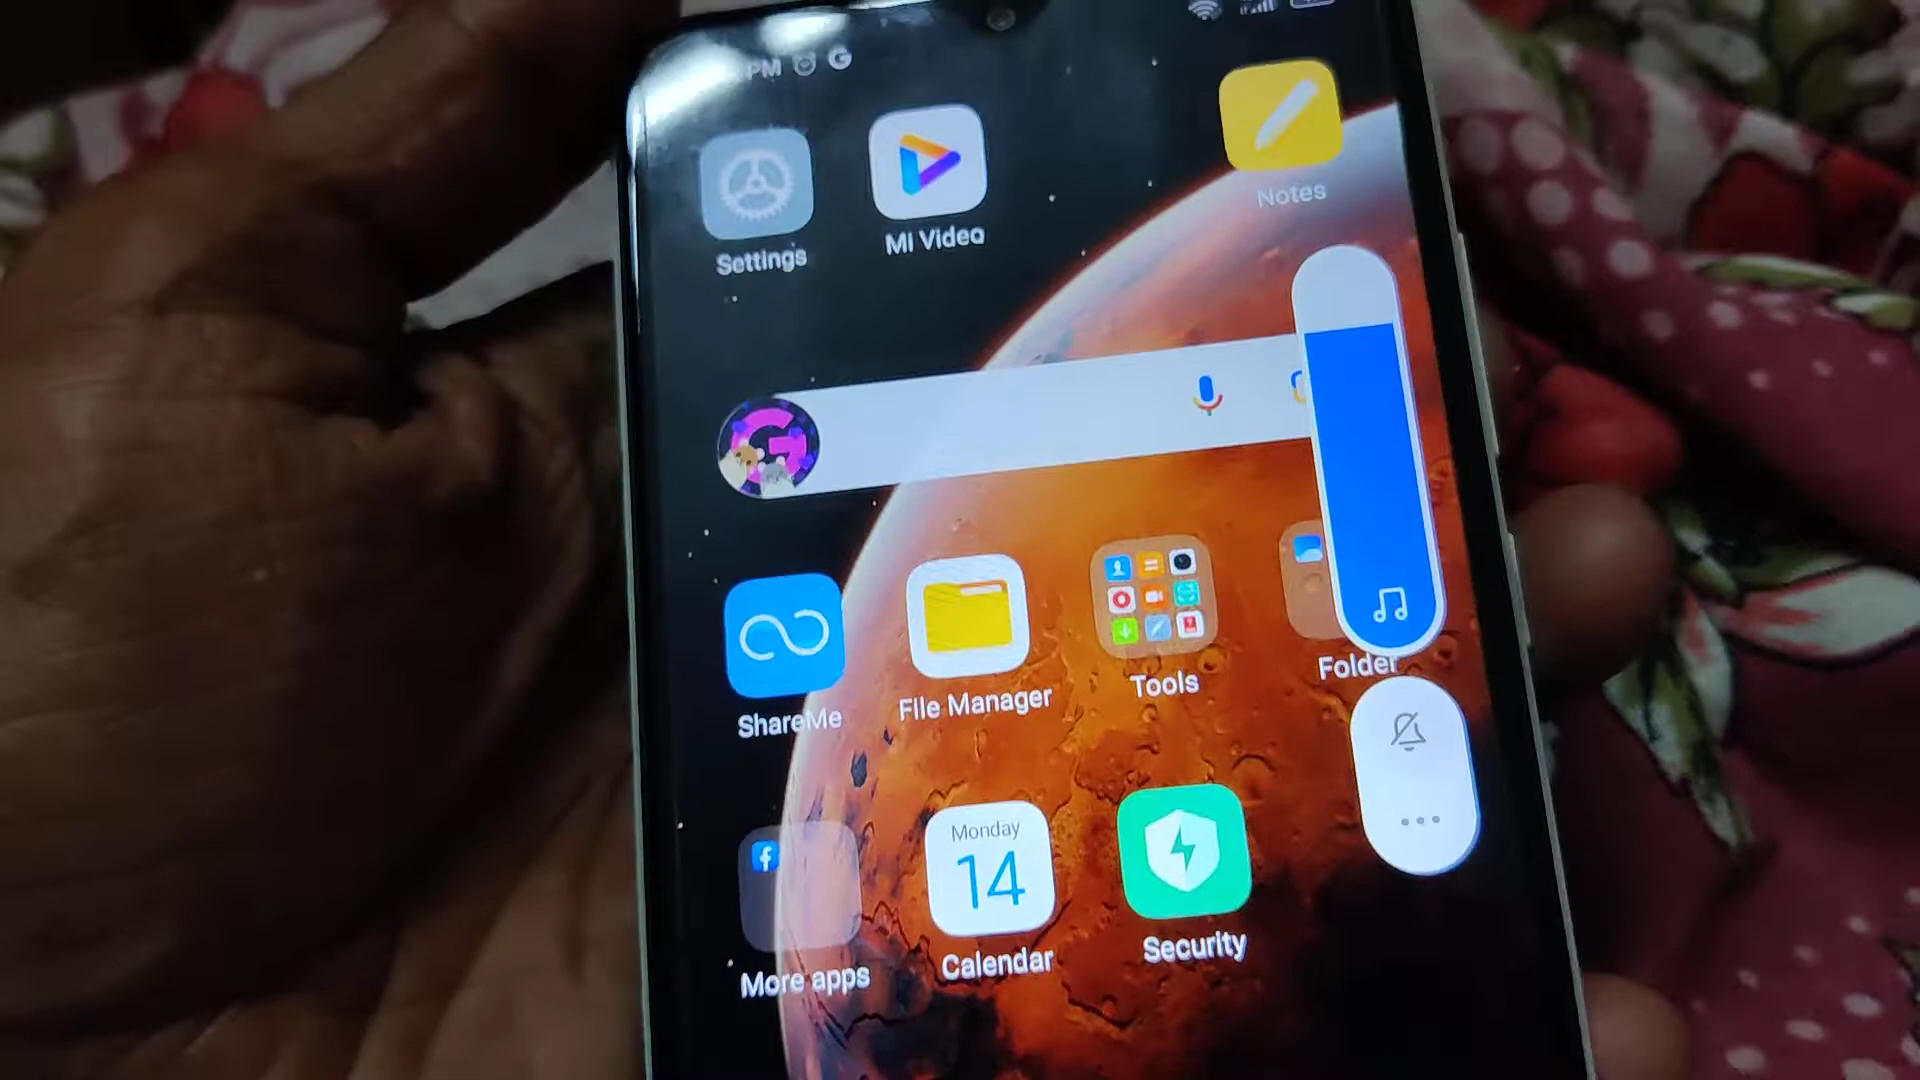 PM G
Settings
Mi Video
Notes
ShareMe
File Manager
Tools
Folder
f
More apps
Monday
14
Calendar
Security